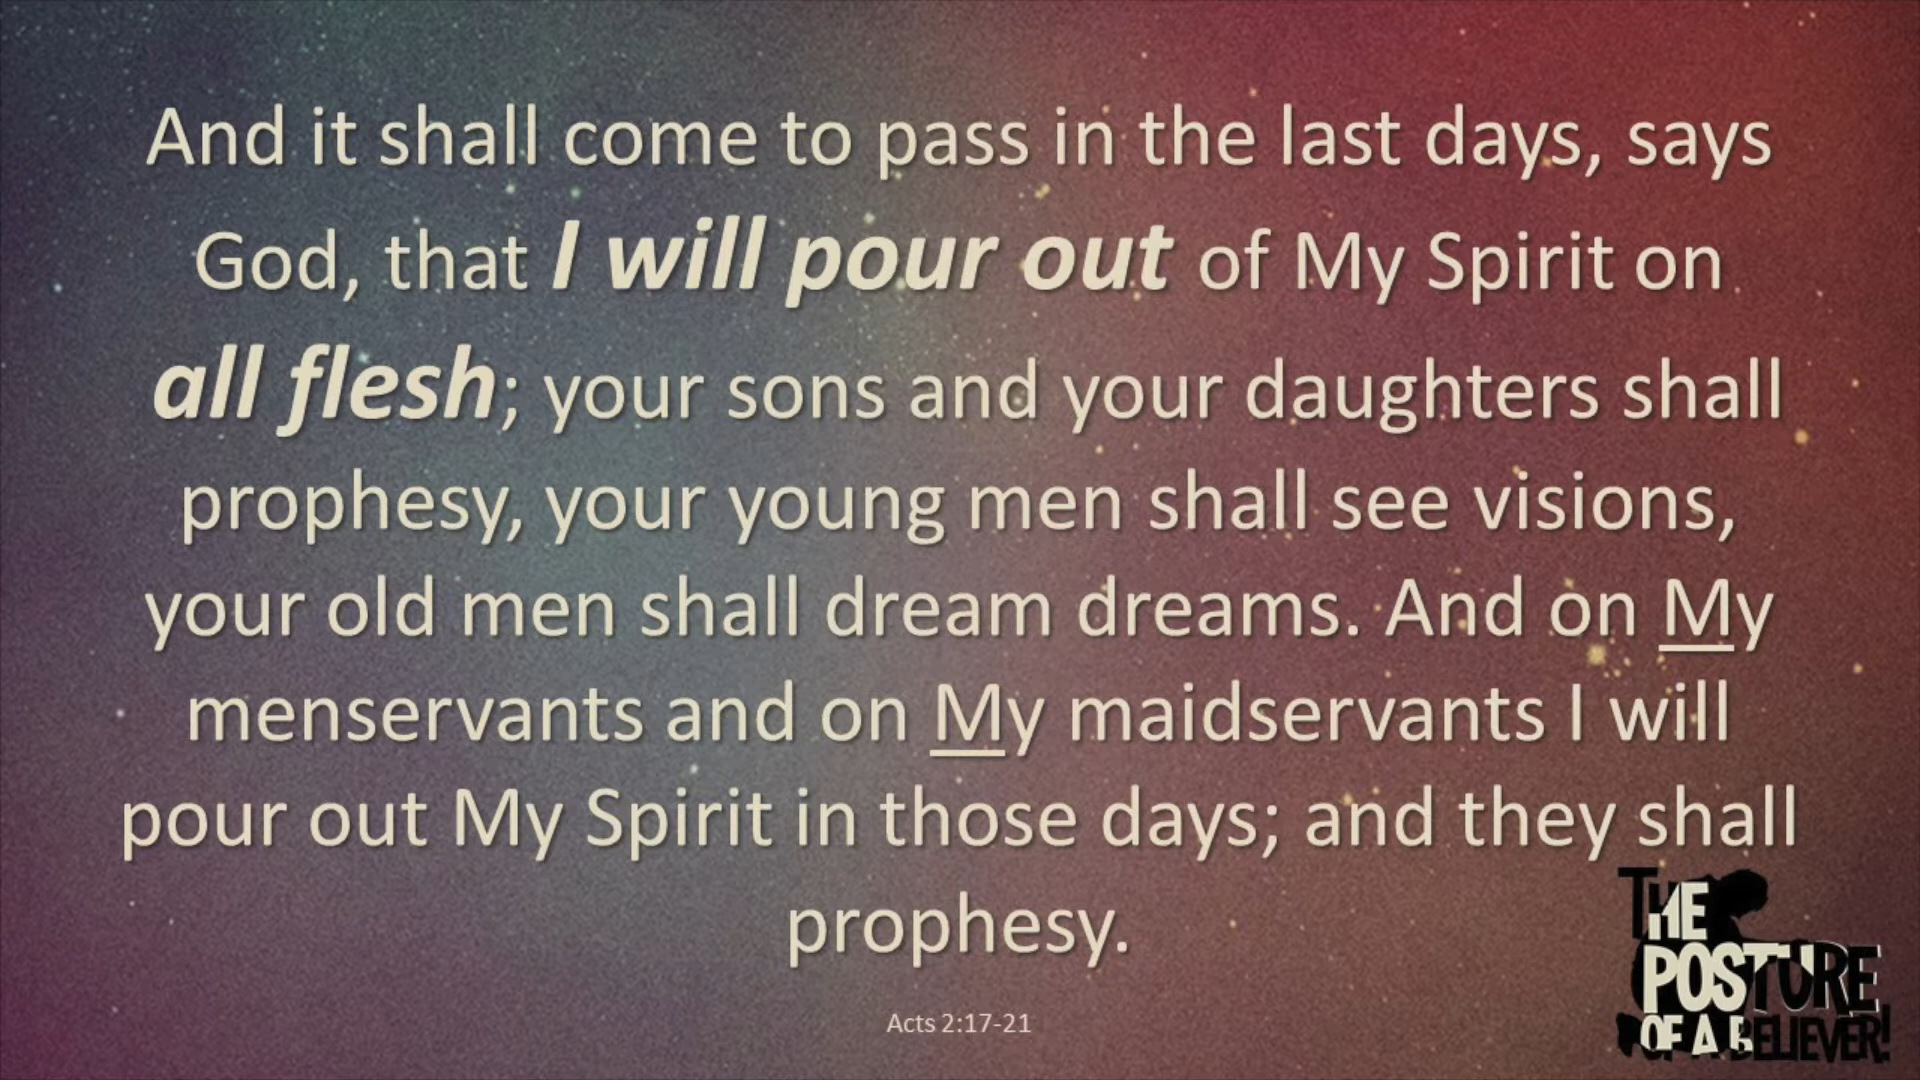 And it shall come to pass in the last days, says
God, that I will pour out of My Spirit on
all flesh; your sons and your daughters shall
prophesy, your young men shall see visions,
your old men shall dream dreams. And on My
menservants and on My maidservants I will
pour out My Spirit in those days; and they shall
prophesy.
Acts 2:17-21
THE
POSTURE
OF A BELIEVER!